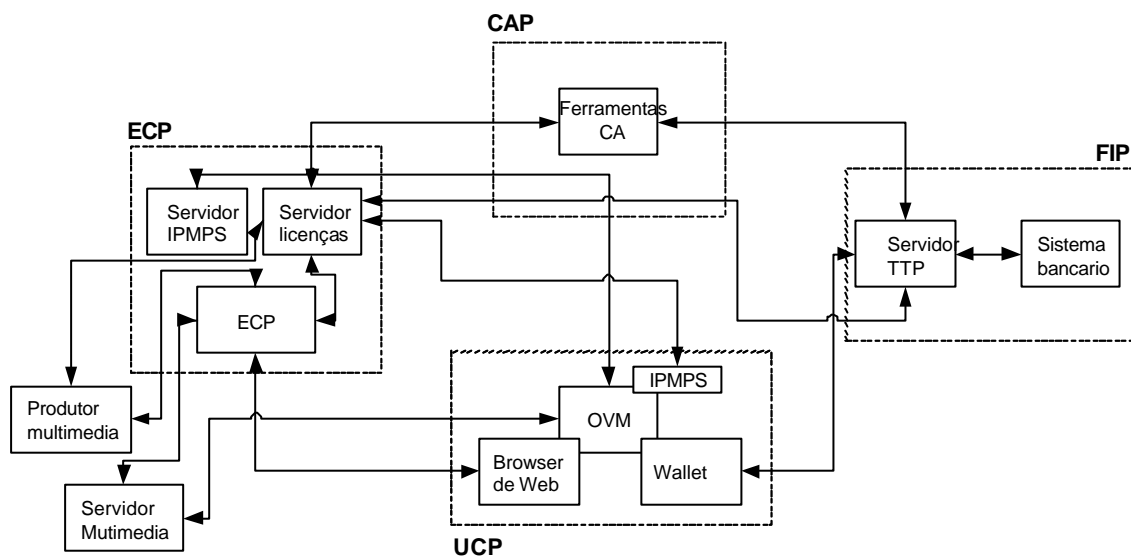 CAP
Ferramentas
CA
ECP
FIP
Servidor
IPMPS
Servidor
licenças
Servidor
TTP
Sistema
bancario
ECP
IPMPS
Produtor
multimedia
OVM
Browser
de Web
Wallet
Servidor
Mutimedia
UCP